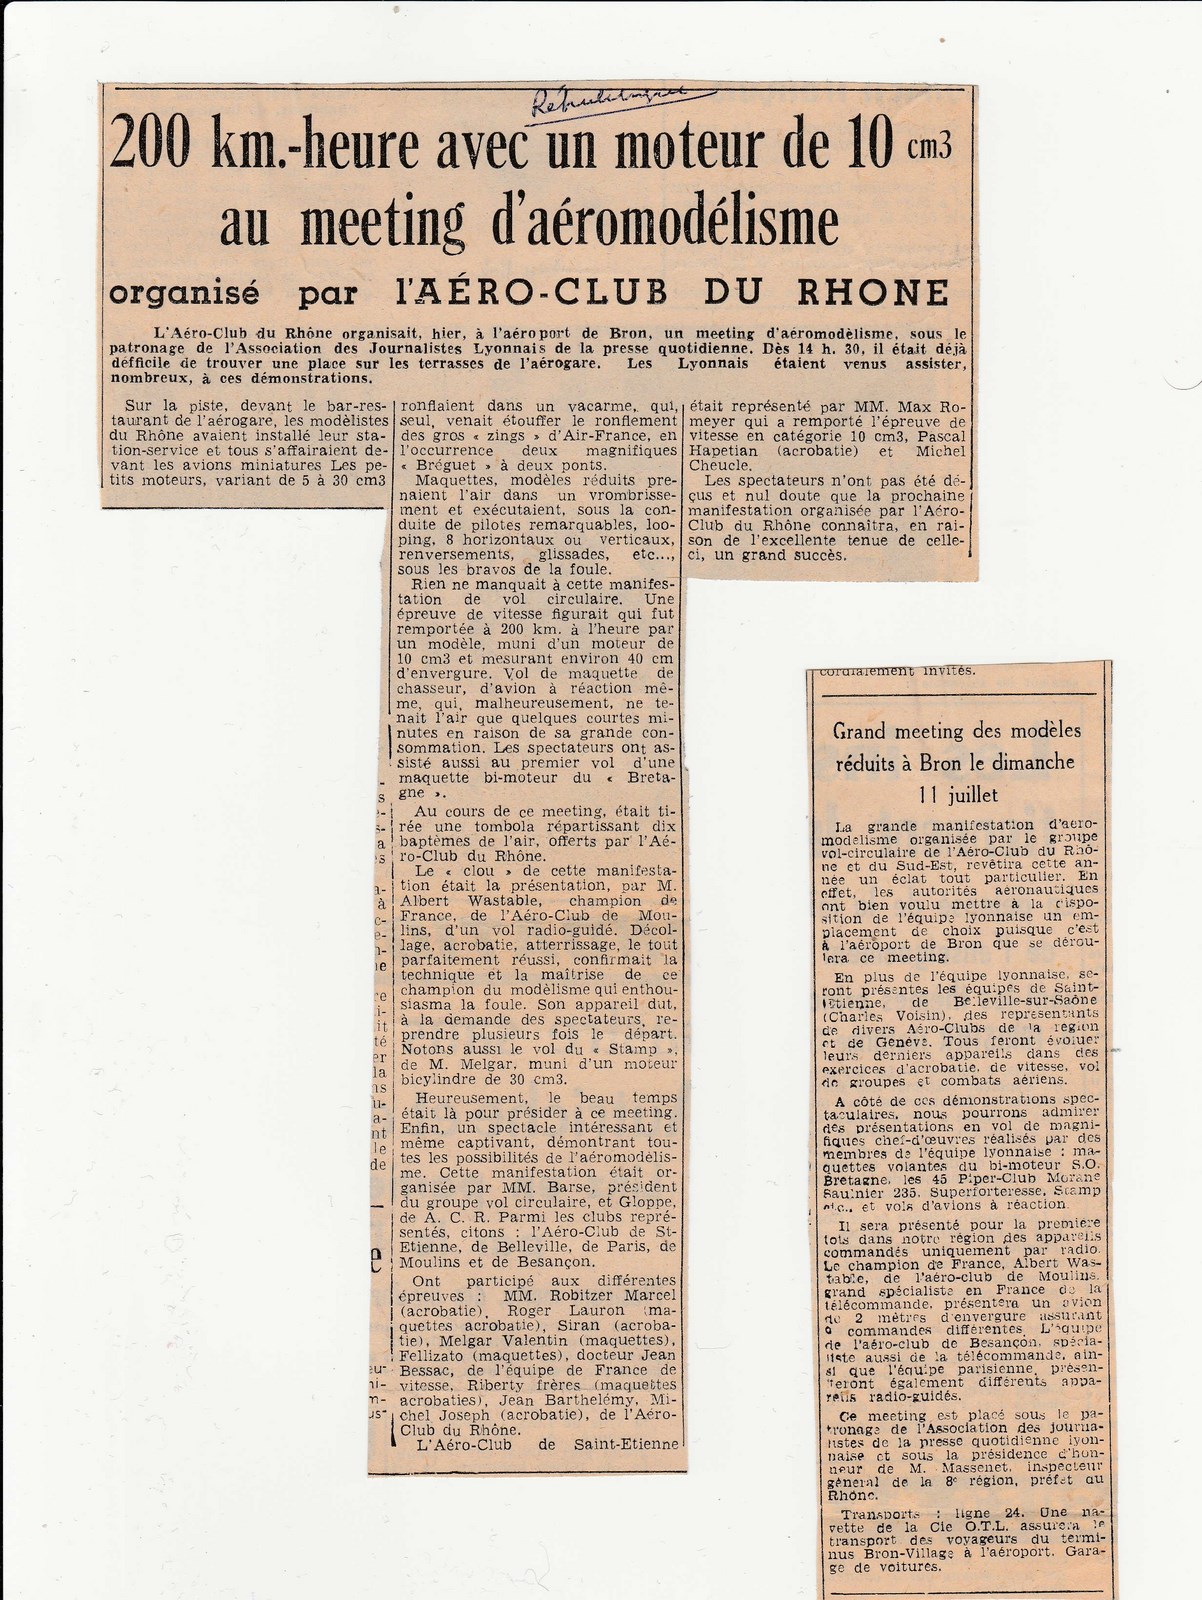 200 km.-heure avec un moteur de 10 cm3
au meeting d'aéromodélisme
organisé par l'AÉRO-CLUB DU RHONE
L'Aéro-Club du Rhône organisait, hier, à l'aéroport de Bron, un meeting d'aéromodèlisme, sous le
patronage de l'Association des Journalistes Lyonnais de la presse quotidienne. Dès 14 h. 30, il était déjà
défficile de trouver une place sur les terrasses de l'aérogare. Les Lyonnais étaient venus assister,
nombreux, à ces démonstrations.
Sur la piste, devant le bar-res-
taurant de l'aérogare, les modèlistes
du Rhône avaient installé leur sta-
tion-service et tous s'affairaient de-
vant les avions miniatures Les pe-
tits moteurs, variant de 5 à 30 cm3
ronflaient dans un vacarme, qui,
seul, venait étouffer le ronflement
des gros « zings » d'Air-France, en
l'occurrence deux magnifiques
« Bréguet » à deux ponts.
Maquettes, modèles réduits pre-
naient l'air dans un vrombrisse-
ment et exécutaient, sous la con-
duite de pilotes remarquables, loo-
ping, 8 horizontaux ou verticaux,
renversements, glissades, etc...,
sous les bravos de la foule.
Rien ne manquait à cette manifes-
tation de vol circulaire. Une
épreuve de vitesse figurait qui fut
remportée à 200 km. à l'heure par
un modèle, muni d'un moteur de
10 cm3 et mesurant environ 40 cm
d'envergure. Vol de maquette de
chasseur, d'avion à réaction mê-
me, qui, malheureusement, ne te-
nait l'air que quelques courtes mi-
nutes en raison de sa grande con-
sommation. Les spectateurs ont as-
sisté aussi au premier vol d'une
maquette bi-moteur du « Breta-
gne ».
Au cours de ce meeting, était ti-
rée une tombola répartissant dix
baptêmes de l'air, offerts par l'Aé-
ro-Club du Rhône.
Le « clou » de cette manifesta-
tion était la présentation, par M.
Albert Wastable, champion de
France, de l'Aéro-Club de Mou-
lins, d'un vol radio-guidé. Décol-
lage, acrobatie, atterrissage, le tout
parfaitement réussi, confirmait la
technique et la maîtrise de ce
champion du modèlisme qui enthou-
siasma la foule. Son appareil dut,
à la demande des spectateurs, re-
prendre plusieurs fois le départ.
Notons aussi le vol du « Stamp »,
de M. Melgar, muni d'un moteur
bicylindre de 30 cm3.
Heureusement, le beau temps
était là pour présider à ce meeting.
Enfin, un spectacle intéressant et
même captivant, démontrant tou-
tes les possibilités de l'aéromodélis-
me. Cette manifestation était or-
ganisée par MM. Barse, président
du groupe vol circulaire, et Gloppe,
de A. C. R. Parmi les clubs repré-
sentés, citons : l'Aéro-Club de St-
Etienne, de Belleville, de Paris, de
Moulins et de Besançon.
Ont participé aux différentes
épreuves : MM. Robitzer Marcel
(acrobatie), Roger Lauron (ma-
quettes acrobatie), Siran (acroba-
tie), Melgar Valentin (maquettes),
Fellizato (maquettes), docteur Jean
Bessac, de l'équipe de France de
vitesse, Riberty frères (maquettes
acrobaties), Jean Barthelémy, Mi-
chel Joseph (acrobatie), de l'Aéro-
Club du Rhône.
L'Aéro-Club de Saint-Etienne
était représenté par MM. Max Ro-
meyer qui a remporté l'épreuve de
vitesse en catégorie 10 cm3, Pascal
Hapetian (acrobatie) et Michel
Cheucle.
Les spectateurs n'ont pas été dé-
çus et nul doute que la prochaine
manifestation organisée par l'Aéro-
Club du Rhône connaîtra, en rai-
son de l'excellente tenue de celle-
ci, un grand succès.
cordialement invités.
Grand meeting des modèles
réduits à Bron le dimanche
11 juillet
La grande manifestation d'aéro-
modélisme organisée par le groupe
vol-circulaire de l'Aéro-Club du Rhô-
ne et du Sud-Est, revêtira cette an-
née un éclat tout particulier. En
effet, les autorités aéronautiques
ont bien voulu mettre à la dispo-
sition de l'équipe lyonnaise un em-
placement de choix puisque c'est
à l'aéroport de Bron que se dérou-
lera ce meeting.
En plus de l'équipe lyonnaise, se-
ront présentes les équipes de Saint-
Etienne, de Belleville-sur-Saône
(Charles Voisin), des représentants
de divers Aéro-Clubs de la région
et de Genève. Tous feront évoluer
leurs derniers appareils dans des
exercices d'acrobatie, de vitesse, vol
de groupes et combats aériens.
A côté de ces démonstrations spec-
taculaires, nous pourrons admirer
des présentations en vol de magni-
fiques chef-d'œuvres réalisés par des
membres de l'équipe lyonnaise : ma-
quettes volantes du bi-moteur S.O.
Bretagne, les 45 Piper-Club Morane
Saulnier 235, Superforteresse, Stamp
etc., et vols d'avions à réaction.
Il sera présenté pour la première
fois dans notre région des appareils
commandés uniquement par radio.
Le champion de France, Albert Was-
table, de l'aéro-club de Moulins,
grand spécialiste en France de la
télécommande, présentera un avion
de 2 mètres d'envergure assurant
commandes différentes. L'équipe
de l'aéro-club de Besançon, spécia-
liste aussi de la télécommande, ain-
si que l'équipe parisienne, présen-
teront également différents appa-
reils radio-guidés.
Ce meeting est placé sous le pa-
tronage de l'Association des journa-
listes de la presse quotidienne lyon-
naise et sous la présidence d'hon-
neur de M. Massenet, inspecteur
général de la 8e région, préfet du
Rhône.
Transports : ligne 24. Une na-
vette de la Cie O.T.L. assurera le
transport des voyageurs du termi-
nus Bron-Village à l'aéroport. Gara-
ge de voitures.